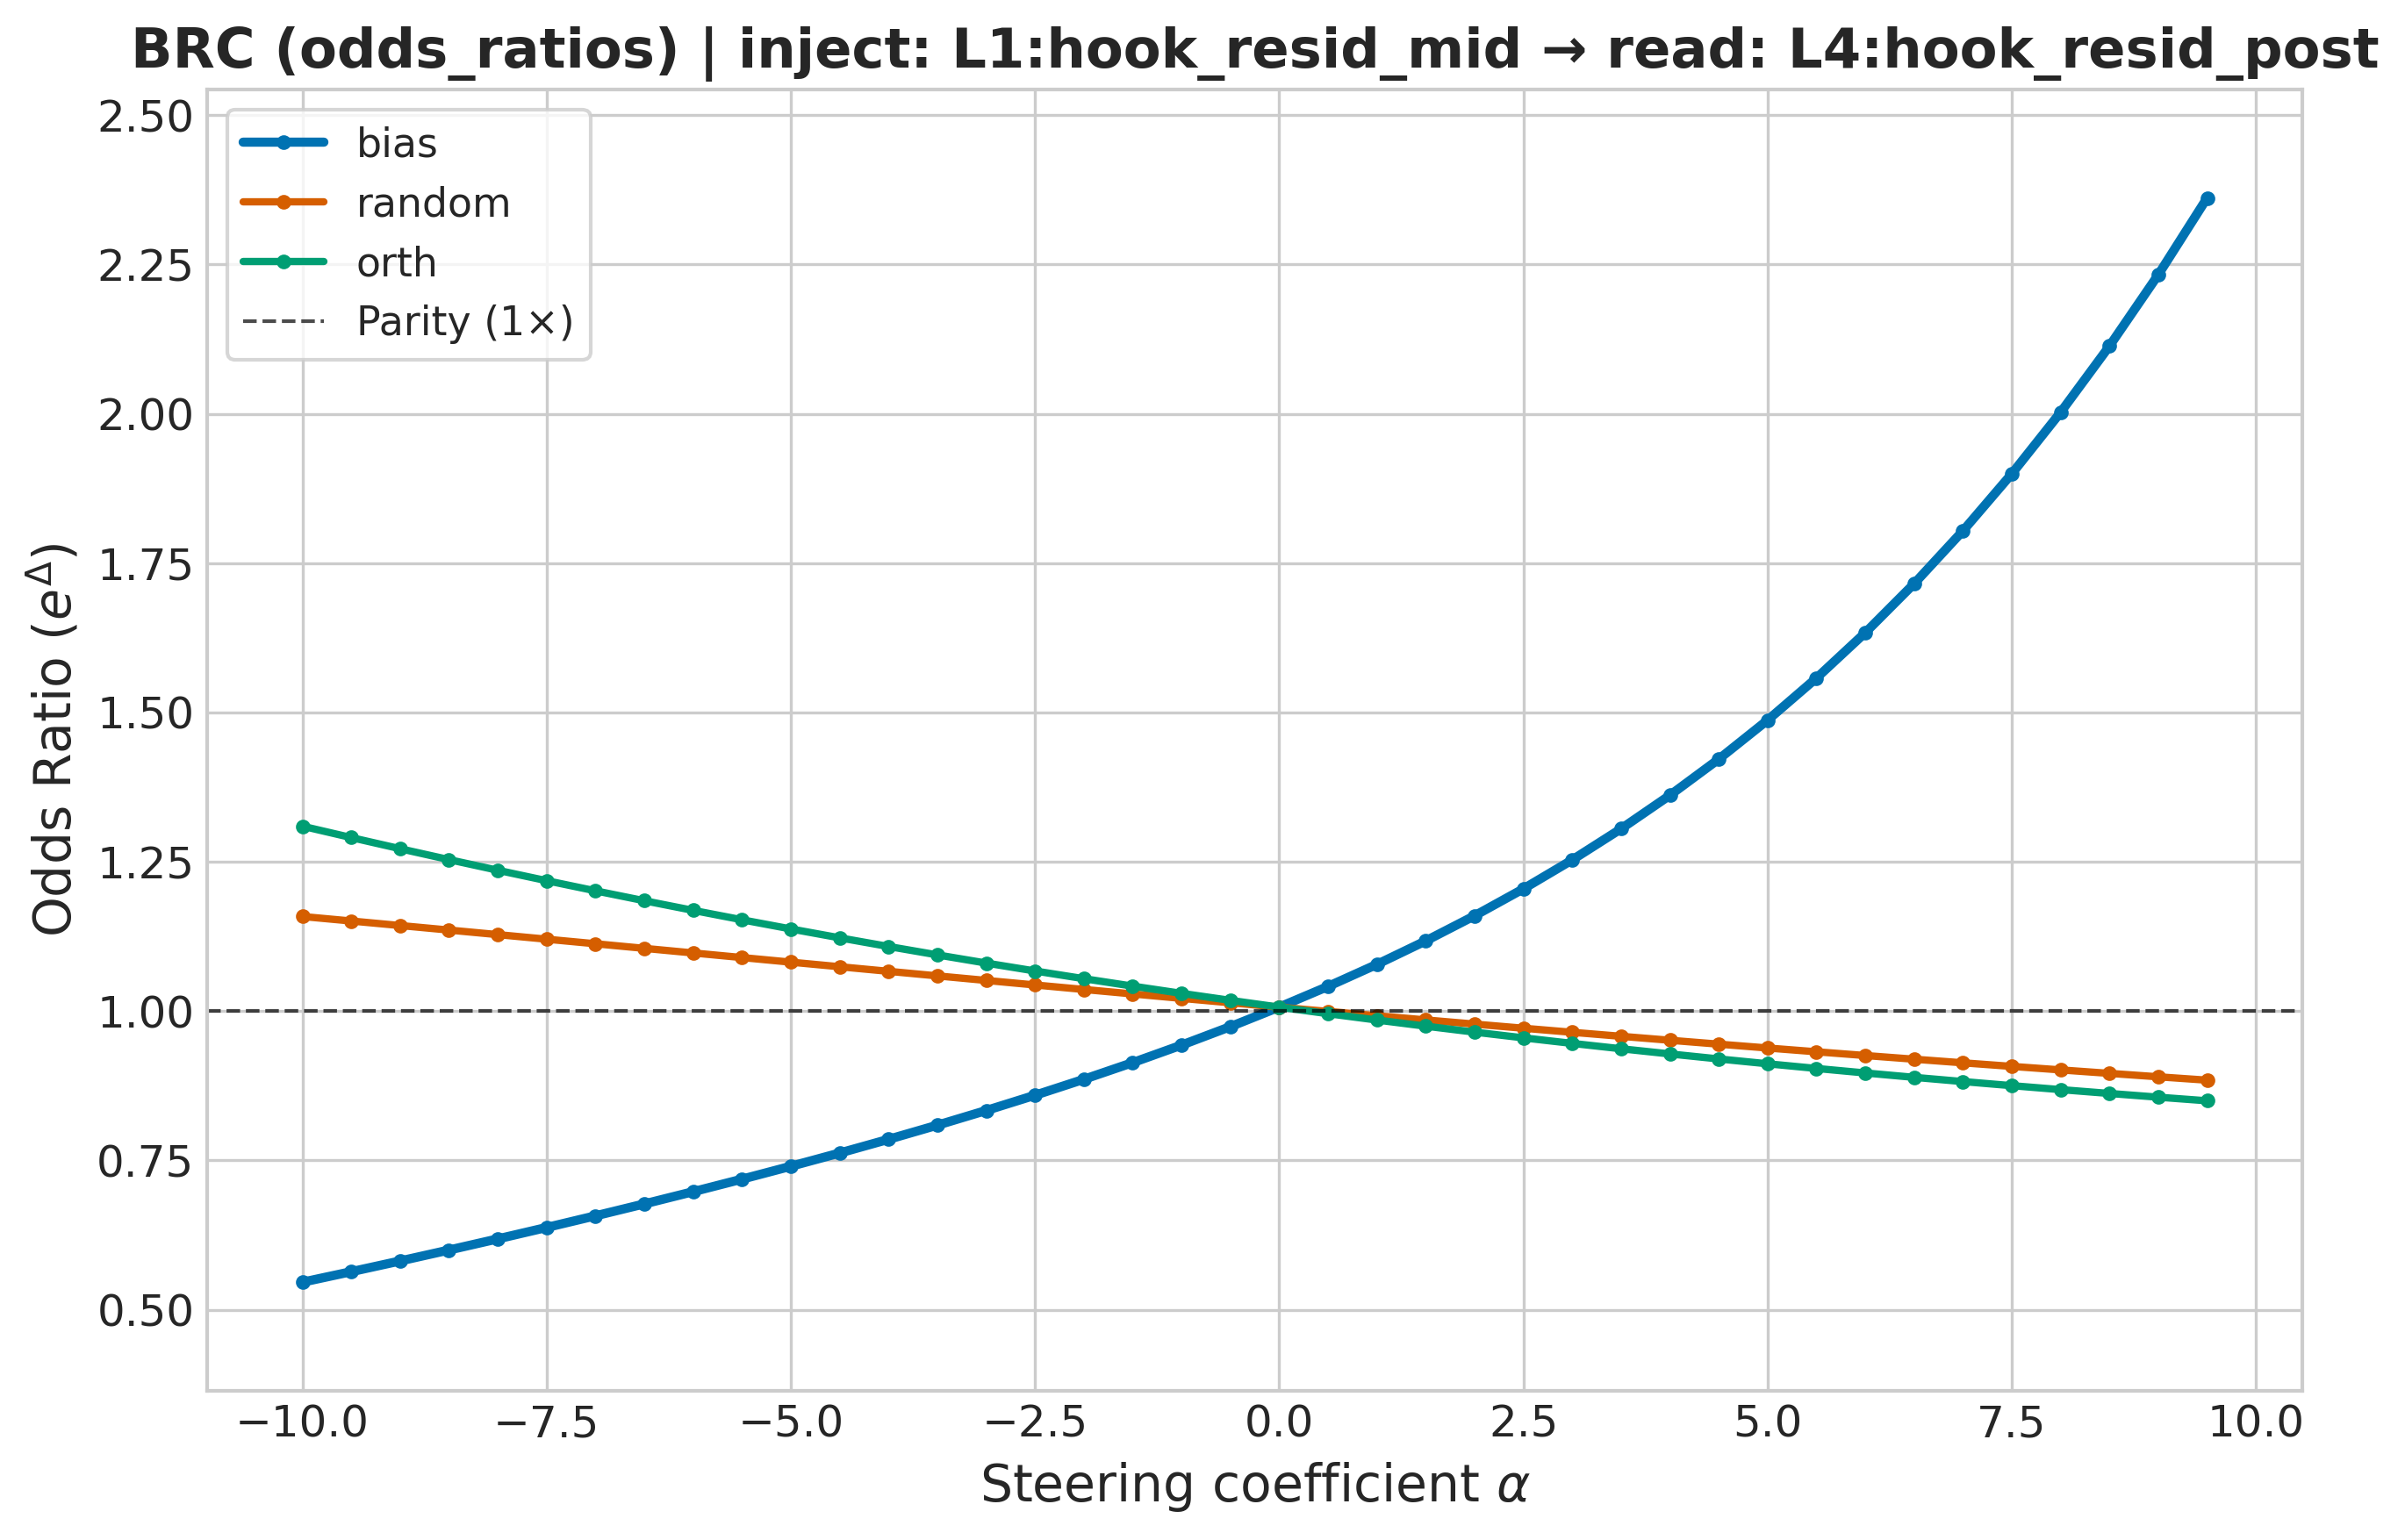 BRC (odds_ratios) | inject: L1:hook_resid_mid → read: L4:hook_resid_post
bias
random
orth
Parity (1×)
Odds Ratio (e^Δ)
2.50
2.25
2.00
1.75
1.50
1.25
1.00
0.75
0.50
−10.0 −7.5 −5.0 −2.5 0.0 2.5 5.0 7.5 10.0
Steering coefficient α